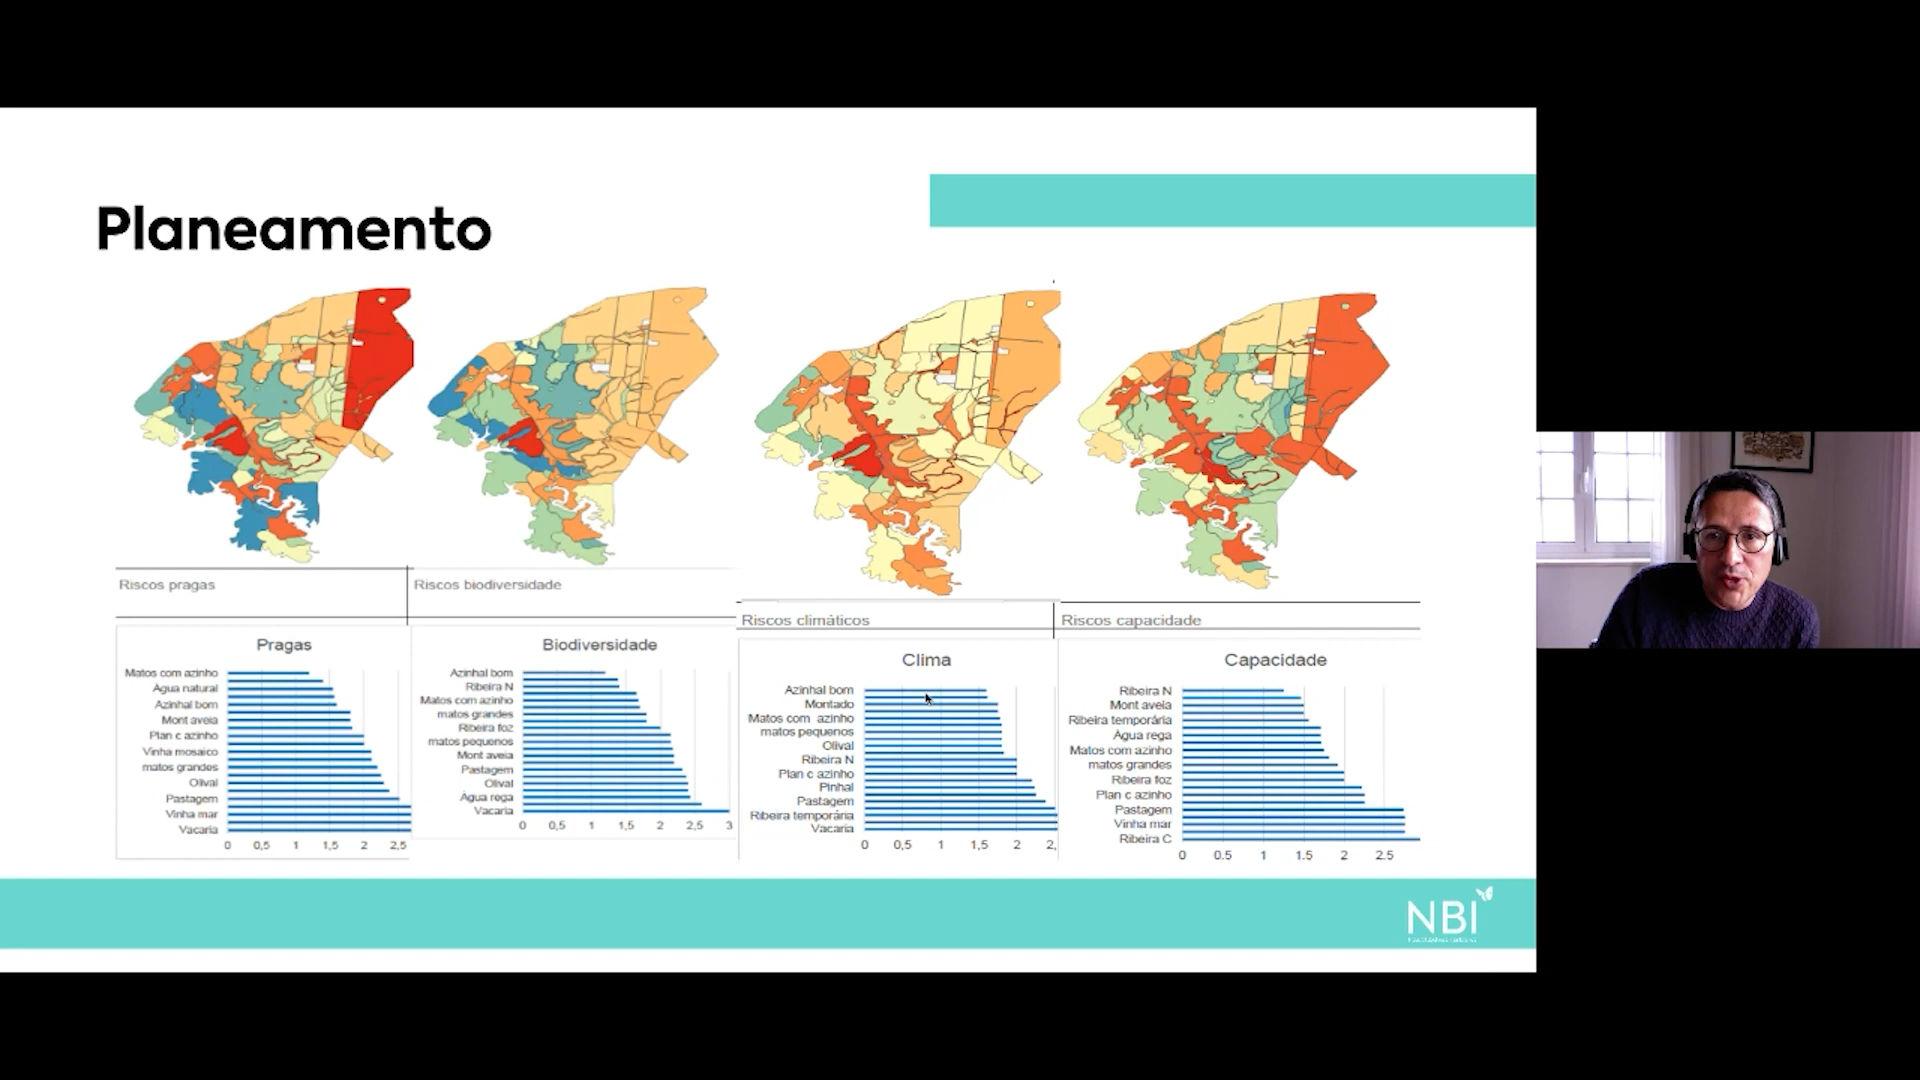 Planeamento
Riscos pragas
Riscos biodiversidade
Riscos climáticos
Riscos capacidade
Pragas
Matos com azinho
Água natural
Azinhal bom
Mont aveia
Plan c azinho
Vinha mosaico
matos grandes
Olival
Pastagem
Vinha mar
Vacaria
0 0,5 1 1,5 2 2,5
Biodiversidade
Azinhal bom
Ribeira N
Matos com azinho
matos grandes
Ribeira foz
matos pequenos
Mont aveia
Pastagem
Olival
Água rega
Vacaria
0 0,5 1 1,5 2 2,5 3
Clima
Azinhal bom
Montado
Matos com azinho
matos pequenos
Olival
Ribeira N
Plan c azinho
Pinhal
Pastagem
Ribeira temporária
Vacaria
0 0,5 1 1,5 2 2,
Capacidade
Ribeira N
Mont aveia
Ribeira temporária
Água rega
Matos com azinho
matos grandes
Ribeira foz
Plan c azinho
Pastagem
Vinha mar
Ribeira C
0 0.5 1 1.5 2 2.5
NBI